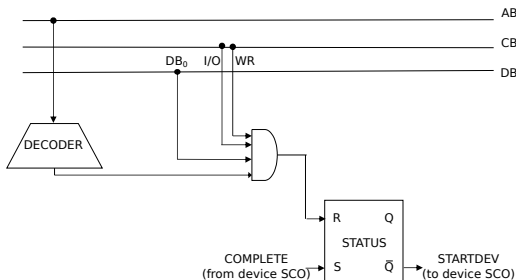 AB
CB
DB₀ I/O WR
DB
DECODER
R Q
STATUS
COMPLETE STARTDEV
(from device SCO) S Q̅ (to device SCO)